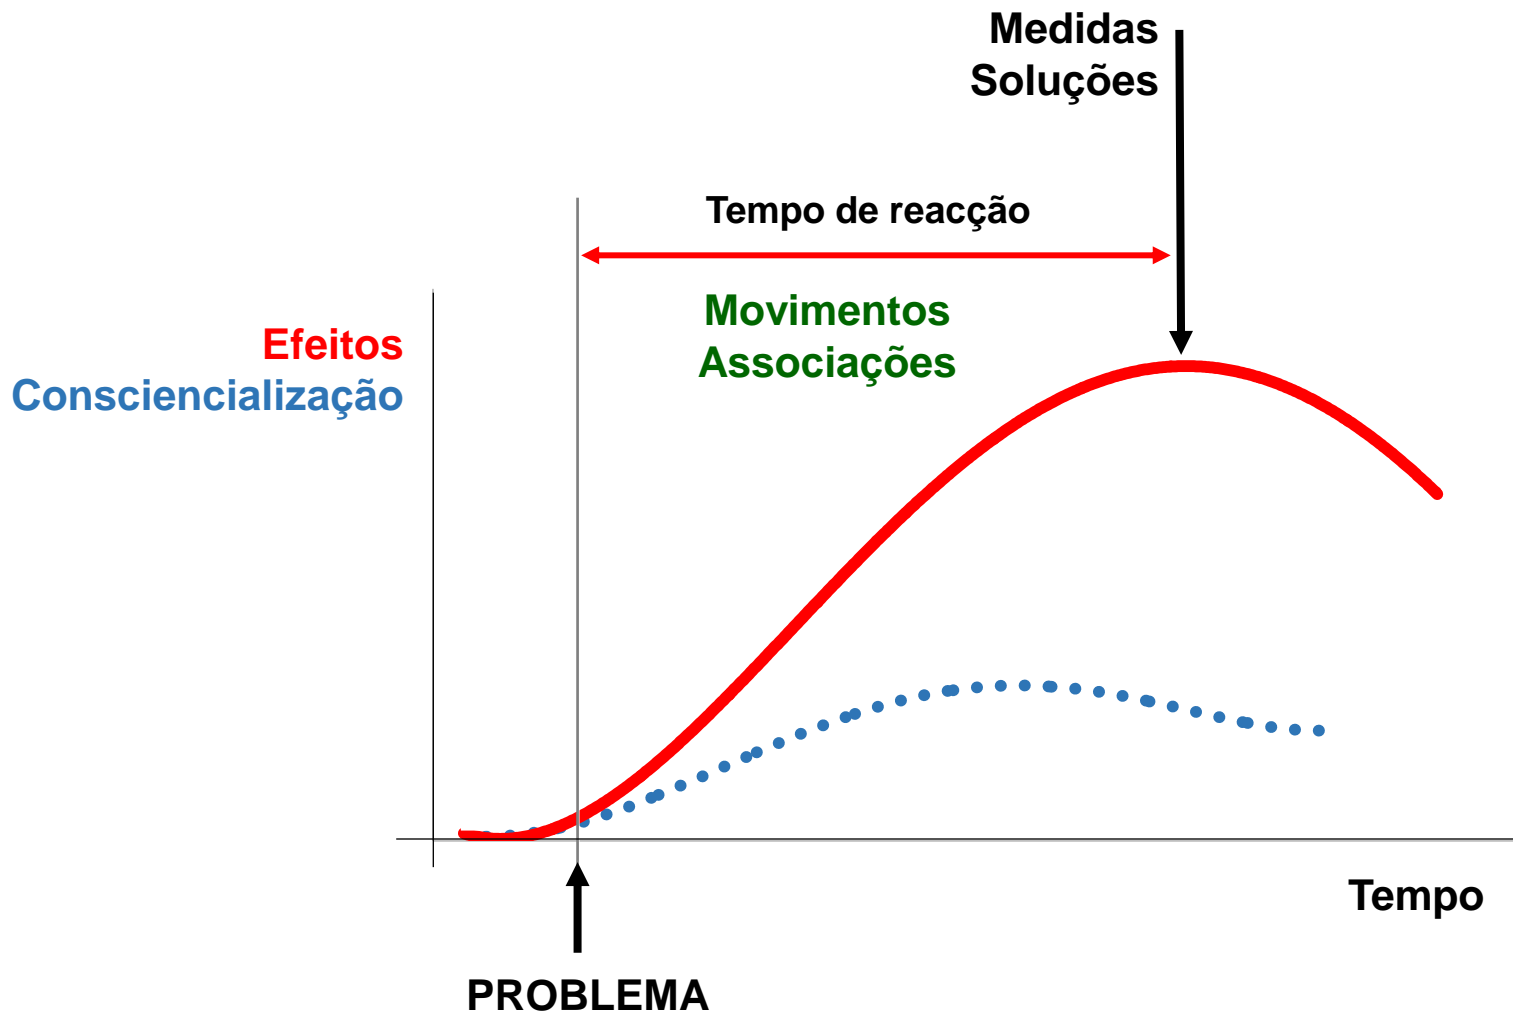 Medidas
Soluções
Tempo de reacção
Movimentos
Associações
Efeitos
Consciencialização
Tempo
PROBLEMA